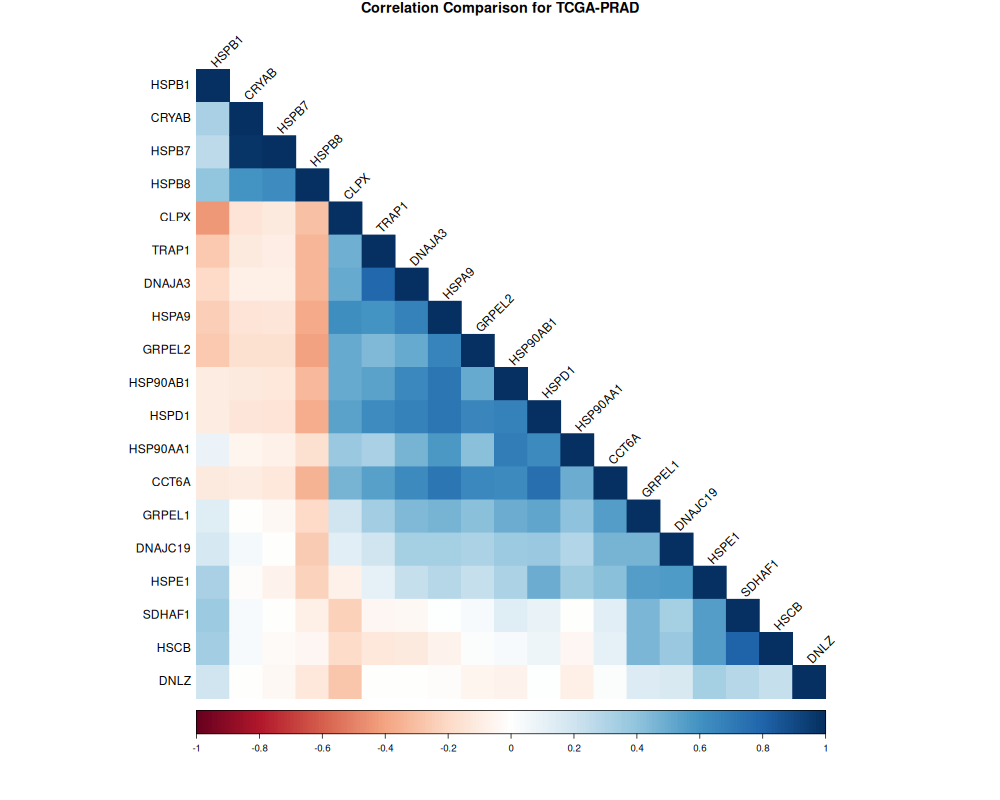 Correlation Comparison for TCGA-PRAD
HSPB1
CRYAB
HSPB7
HSPB8
CLPX
TRAP1
DNAJA3
HSPA9
GRPEL2
HSP90AB1
HSPD1
HSP90AA1
CCT6A
GRPEL1
DNAJC19
HSPE1
SDHAF1
HSCB
DNLZ
HSPB1
CRYAB
HSPB7
HSPB8
CLPX
TRAP1
DNAJA3
HSPA9
GRPEL2
HSP90AB1
HSPD1
HSP90AA1
CCT6A
GRPEL1
DNAJC19
HSPE1
SDHAF1
HSCB
DNLZ
-1 -0.8 -0.6 -0.4 -0.2 0 0.2 0.4 0.6 0.8 1